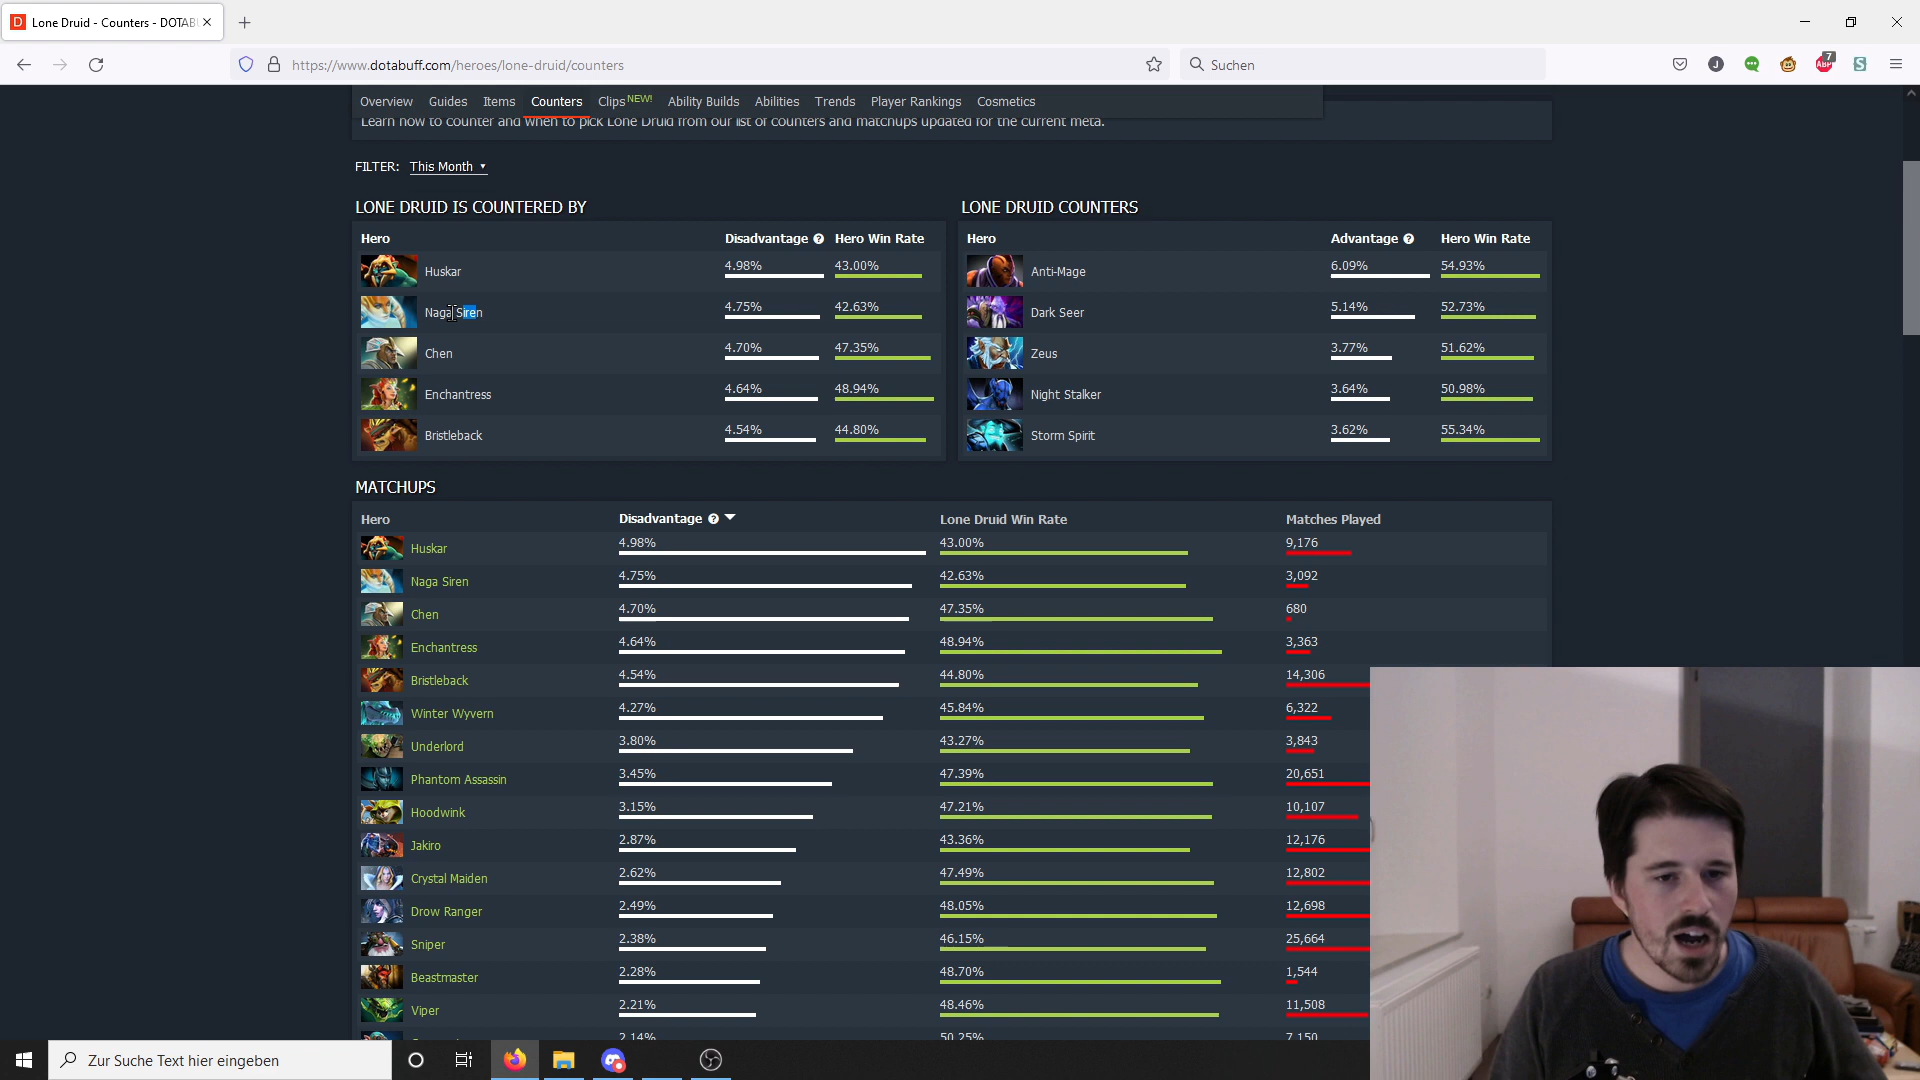 Lone Druid - Counters - DOTAB
https://www.dotabuff.com/heroes/lone-druid/counters
Suchen
7
Overview Guides Items Counters Clips NEW! Ability Builds Abilities Trends Player Rankings Cosmetics
Learn how to counter and when to pick Lone Druid from our list of counters and matchups updated for the current meta.
FILTER: This Month
LONE DRUID IS COUNTERED BY
Hero Disadvantage Hero Win Rate
Huskar 4.98% 43.00%
Naga Siren 4.75% 42.63%
Chen 4.70% 47.35%
Enchantress 4.64% 48.94%
Bristleback 4.54% 44.80%
LONE DRUID COUNTERS
Hero Advantage Hero Win Rate
Anti-Mage 6.09% 54.93%
Dark Seer 5.14% 52.73%
Zeus 3.77% 51.62%
Night Stalker 3.64% 50.98%
Storm Spirit 3.62% 55.34%
MATCHUPS
Hero Disadvantage Lone Druid Win Rate Matches Played
Huskar 4.98% 43.00% 9,176
Naga Siren 4.75% 42.63% 3,092
Chen 4.70% 47.35% 680
Enchantress 4.64% 48.94% 3,363
Bristleback 4.54% 44.80% 14,306
Winter Wyvern 4.27% 45.84% 6,322
Underlord 3.80% 43.27% 3,843
Phantom Assassin 3.45% 47.39% 20,651
Hoodwink 3.15% 47.21% 10,107
Jakiro 2.87% 43.36% 12,176
Crystal Maiden 2.62% 47.49% 12,802
Drow Ranger 2.49% 48.05% 12,698
Sniper 2.38% 46.15% 25,664
Beastmaster 2.28% 48.70% 1,544
Viper 2.21% 48.46% 11,508
2.14% 50.25% 7,150
Zur Suche Text hier eingeben